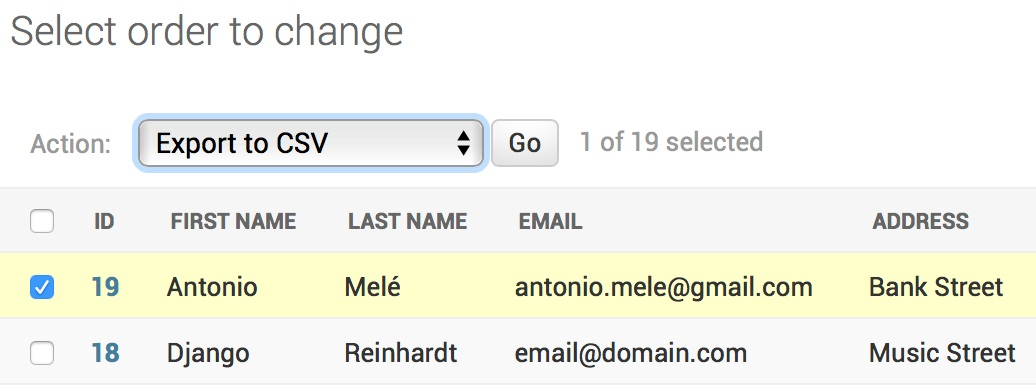 Select order to change
Action: Export to CSV Go 1 of 19 selected
ID FIRST NAME LAST NAME EMAIL ADDRESS
19 Antonio Melé antonio.mele@gmail.com Bank Street
18 Django Reinhardt email@domain.com Music Street